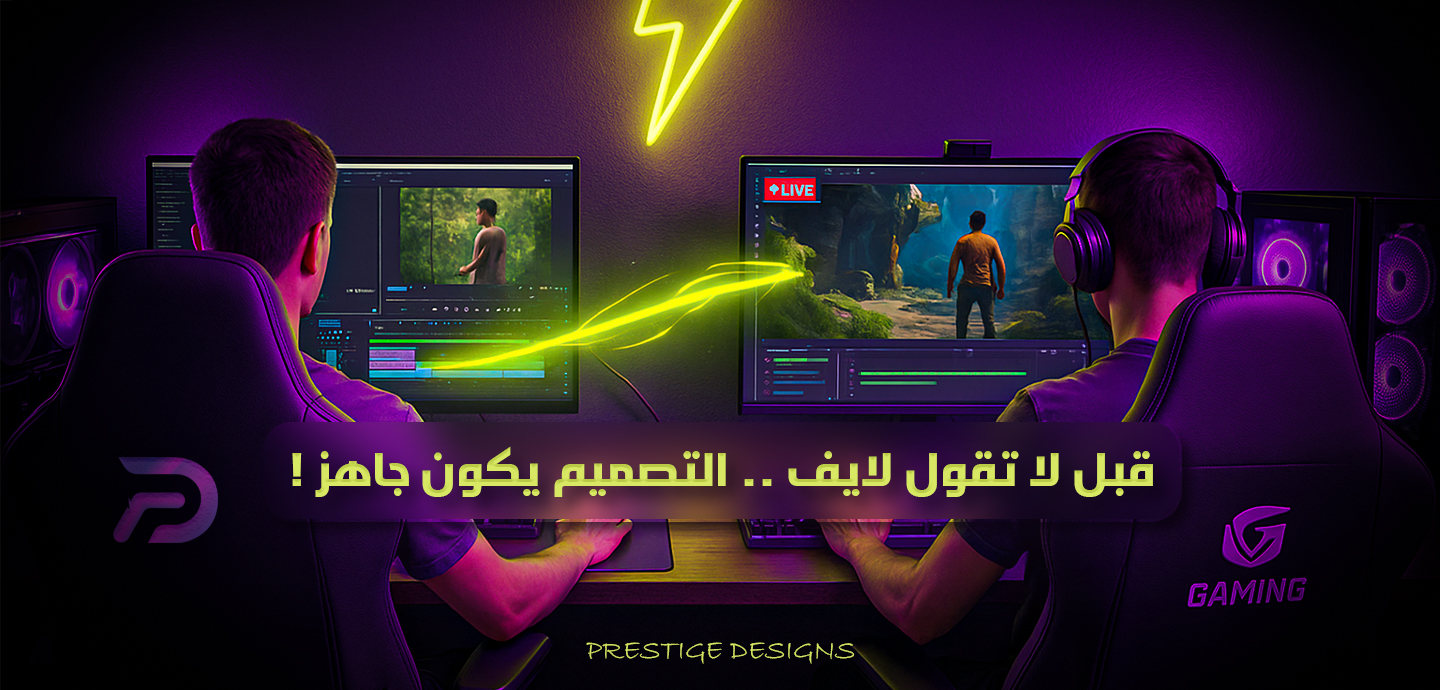 LIVE
قبل لا تقول لايف .. التصميم يكون جاهز !
GAMING
PRESTIGE DESIGNS